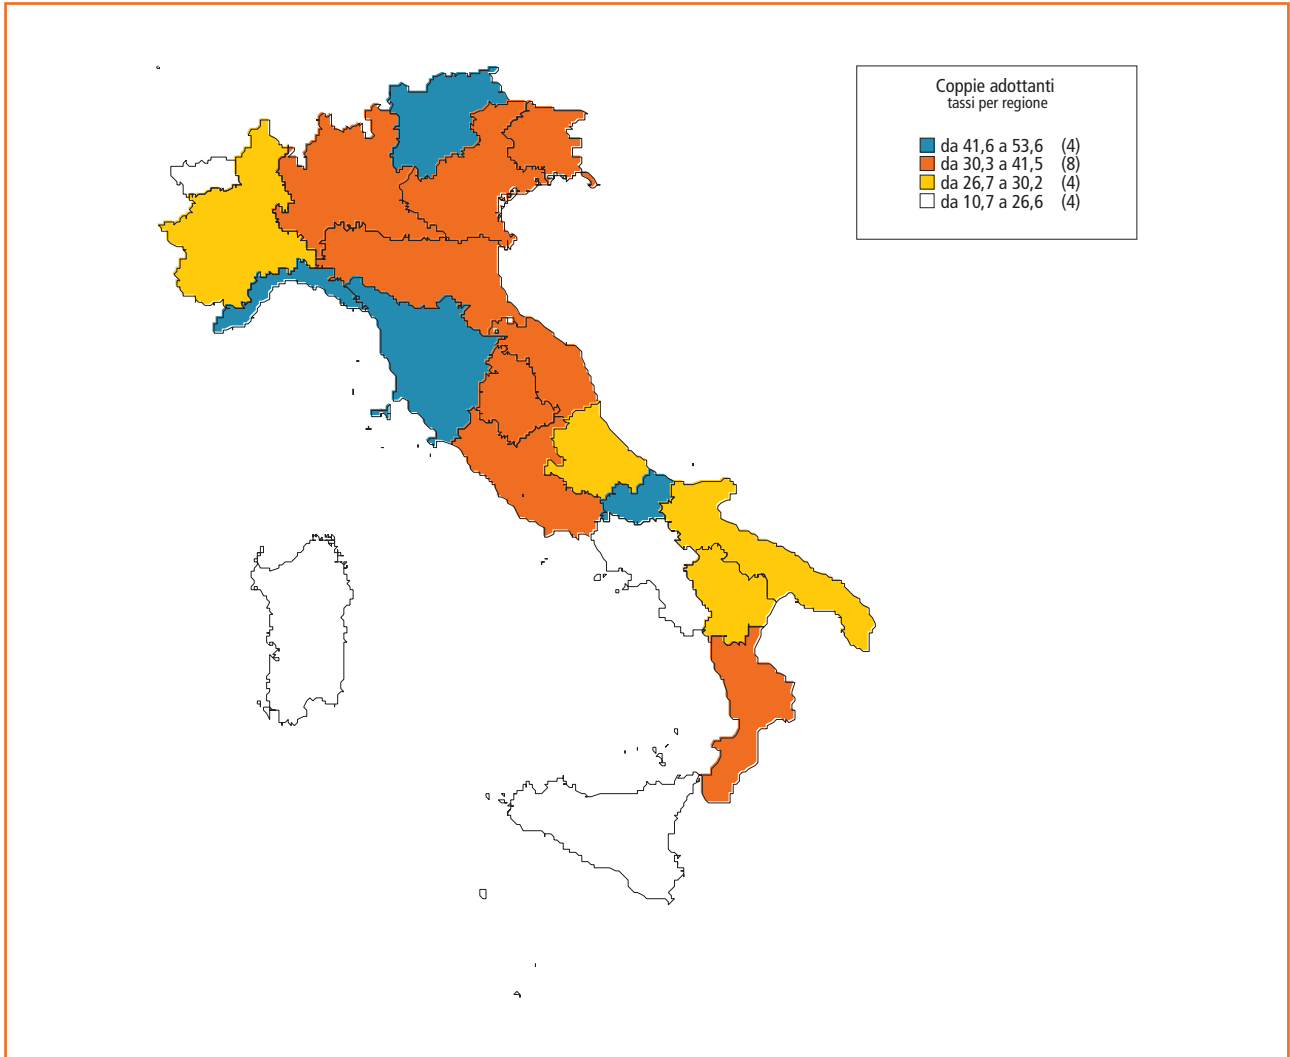 Coppie adottanti
tassi per regione
da 41,6 a 53,6 (4)
da 30,3 a 41,5 (8)
da 26,7 a 30,2 (4)
da 10,7 a 26,6 (4)